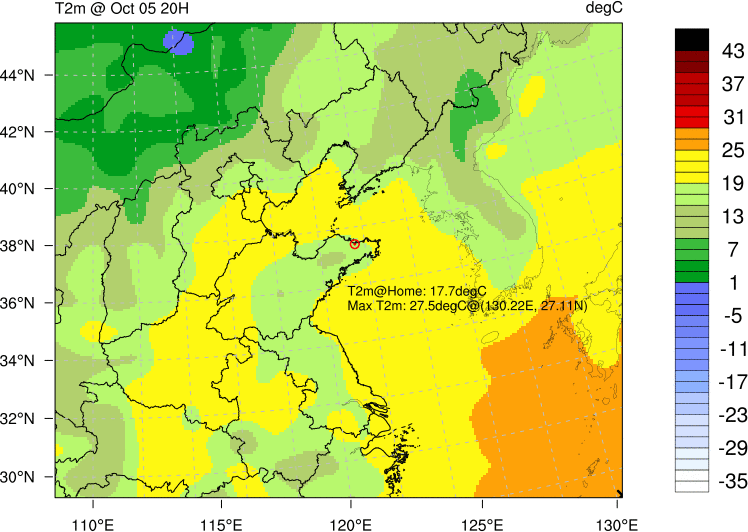 T2m @ Oct 05 20H
degC
44°N
42°N
40°N
38°N
36°N
34°N
32°N
30°N
110°E
115°E
120°E
125°E
130°E
T2m@Home: 17.7degC
Max T2m: 27.5degC@(130.22E, 27.11N)
43
37
31
25
19
13
7
1
-5
-11
-17
-23
-29
-35